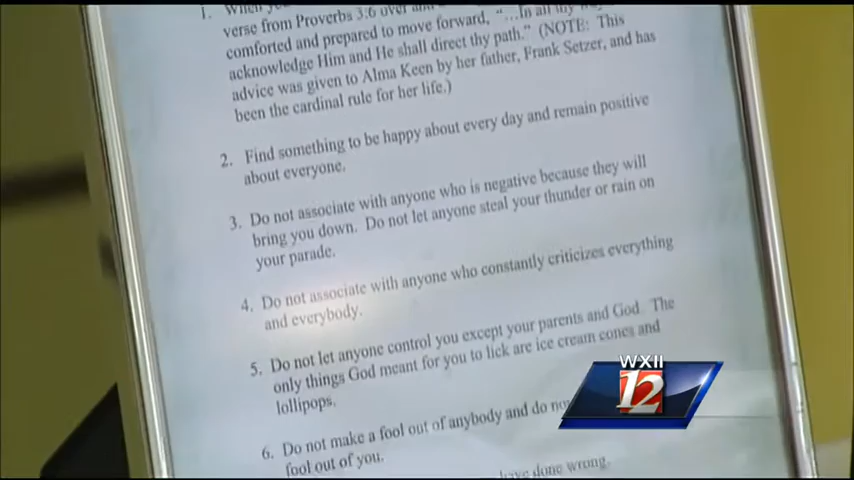 1. When
verse from Proverbs 3:6 over and
comforted and prepared to move forward, "…In all thy
acknowledge Him and He shall direct thy path." (NOTE: This
advice was given to Alma Keen by her father, Frank Setzer, and has
been the cardinal rule for her life.)
2. Find something to be happy about every day and remain positive
about everyone.
3. Do not associate with anyone who is negative because they will
bring you down. Do not let anyone steal your thunder or rain on
your parade.
4. Do not associate with anyone who constantly criticizes everything
and everybody.
5. Do not let anyone control you except your parents and God. The
only things God meant for you to lick are ice cream cones and
lollipops.
6. Do not make a fool out of anybody and do not
fool out of you.
have done wrong.
WXII
12